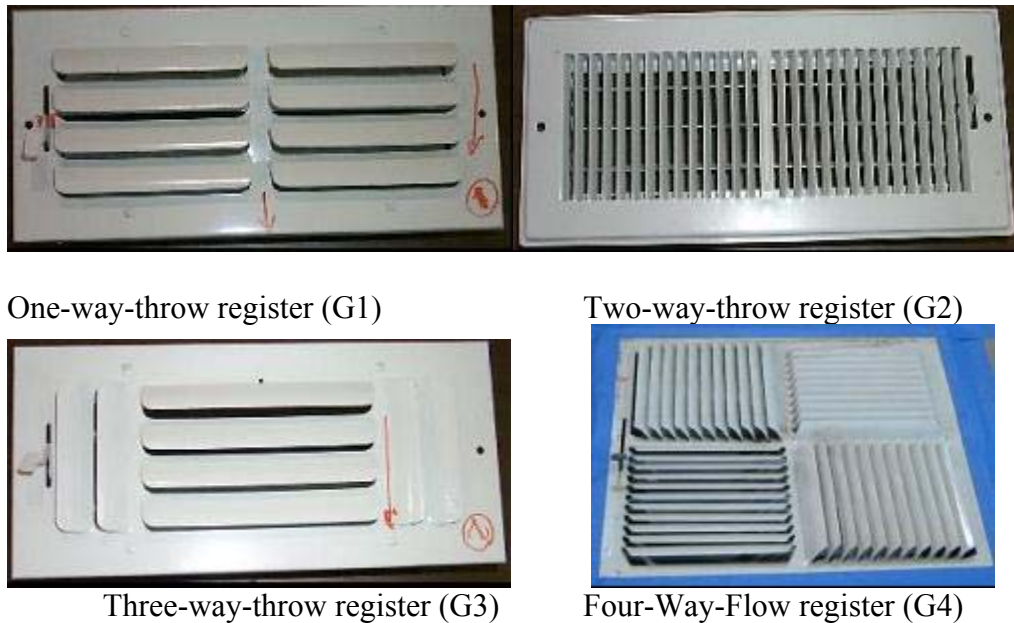 One-way-throw register (G1)
Two-way-throw register (G2)
Three-way-throw register (G3)
Four-Way-Flow register (G4)